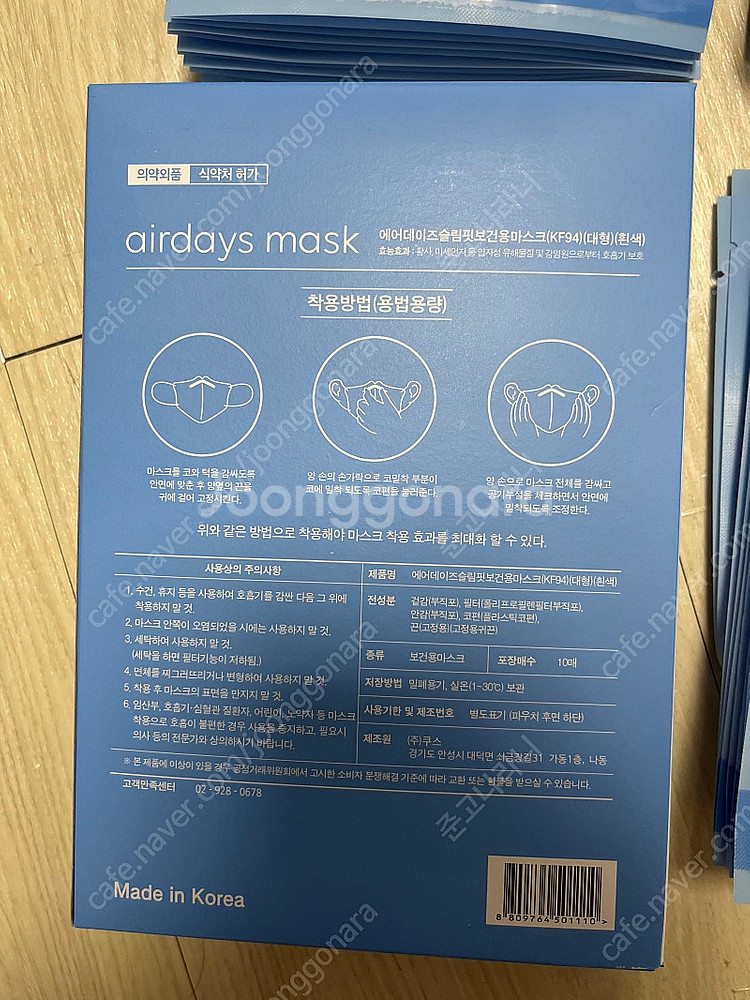 의약외품 식약처 허가
airdays mask
에어데이즈슬림핏보건용마스크(KF94)(대형)(흰색)
효능효과 : 황사, 미세먼지 등 입자성 유해물질 및 감염원으로부터 호흡기 보호
착용방법(용법용량)
마스크를 코와 턱을 감싸도록
안면에 맞춘 후 양옆의 끈을
귀에 걸어 고정시킨다.
양 손의 손가락으로 코밀착 부분이
코에 밀착 되도록 코편을 눌러준다.
양 손으로 마스크 전체를 감싸고
공기누설을 체크하면서 안면에
밀착되도록 조정한다.
위와 같은 방법으로 착용해야 마스크 착용 효과를 최대화 할 수 있다.
사용상의 주의사항
1. 수건, 휴지 등을 사용하여 호흡기를 감싼 다음 그 위에
착용하지 말 것.
2. 마스크 안쪽이 오염되었을 시에는 사용하지 말 것.
3. 세탁하여 사용하지 말 것.
(세탁을 하면 필터기능이 저하됨.)
4. 면체를 찌그러뜨리거나 변형하여 사용하지 말 것.
5. 착용 후 마스크의 표면을 만지지 말 것.
6. 임산부, 호흡기·심혈관 질환자, 어린이, 노약자 등 마스크
착용으로 호흡이 불편한 경우 사용을 중지하고, 필요시
의사 등의 전문가와 상의하시기 바랍니다.
제품명 에어데이즈슬림핏보건용마스크(KF94)(대형)(흰색)
전성분 겉감(부직포), 필터(폴리프로필렌필터부직포),
안감(부직포), 코편(플라스틱코편),
끈(고정용)(고정용귀끈)
종류 보건용마스크 포장매수 10매
저장방법 밀폐용기, 실온(1~30℃) 보관
사용기한 및 제조번호 별도표기 (파우치 후면 하단)
제조원 (주)쿠스
경기도 안성시 대덕면 소금장길31 가동1층, 나동
※ 본 제품에 이상이 있을 경우 공정거래위원회에서 고시한 소비자 분쟁해결 기준에 따라 교환 또는 환불을 받으실 수 있습니다.
고객만족센터 02-928-0678
Made in Korea
8 809764 501110 >
cafe.naver.com/joonggonara
joonggonara
준고나라니